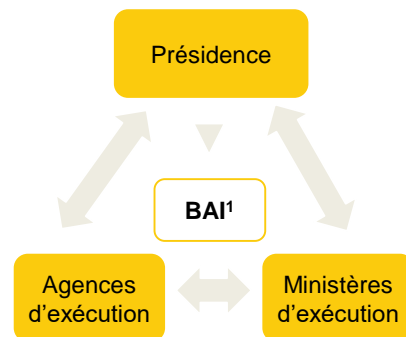 Présidence
BAI¹
Agences
d'exécution
Ministères
d'exécution